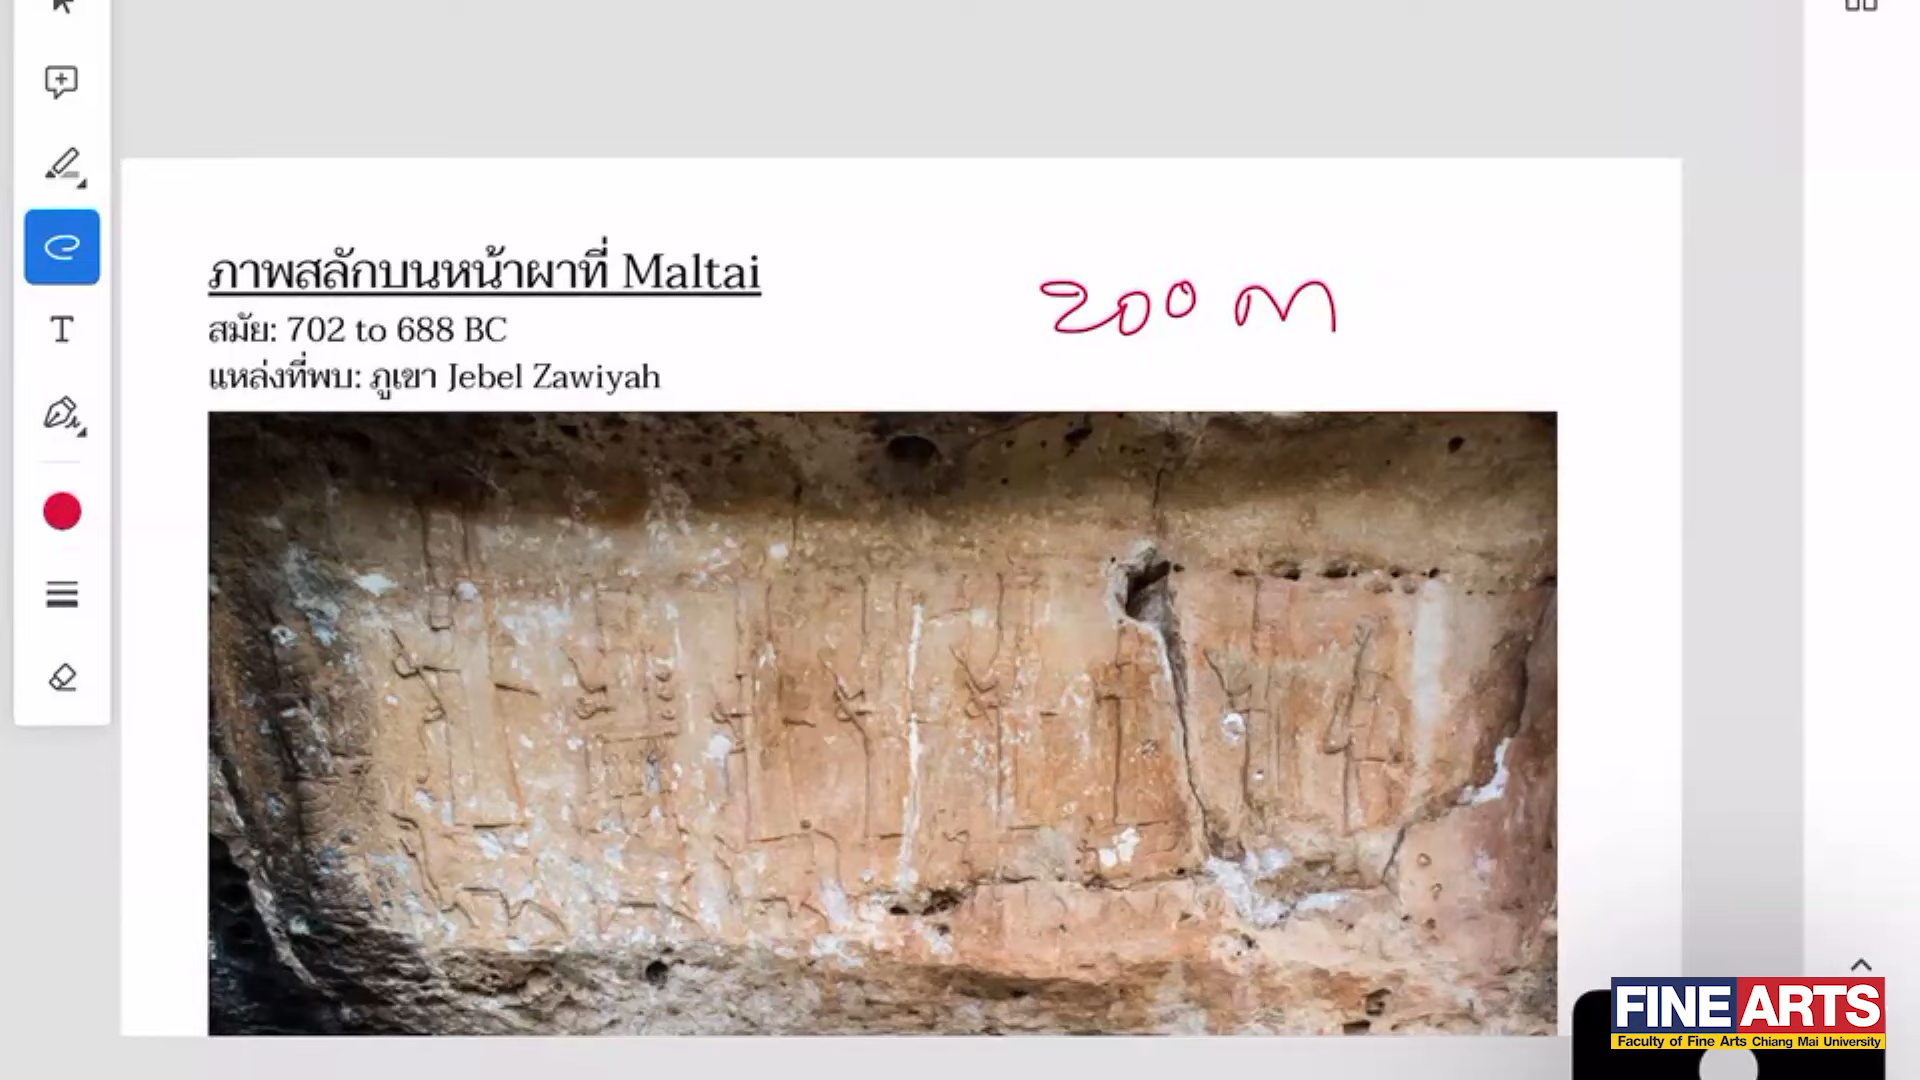 ภาพสลักบนหน้าผาที่ Maltai
สมัย: 702 to 688 BC
แหล่งที่พบ: ภูเขา Jebel Zawiyah
200 m
T
FINE ARTS
Faculty of Fine Arts Chiang Mai University